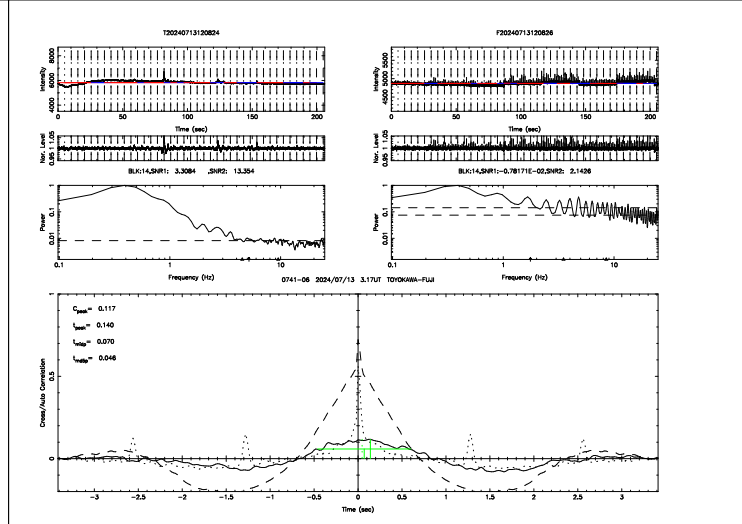 T20240713120824
F20240713120826
Intensity
8000
6000
4000
0
50
100
150
200
Time (sec)
Intensity
5500
5000
4500
0
50
100
150
200
Time (sec)
Nor. Level
1.05
1
0.95
Nor. Level
1.05
1
0.95
BLK:14,SNR1: 3.3084 ,SNR2: 13.354
BLK:14,SNR1:-0.78171E-02,SNR2: 2.1426
Power
1
0.1
0.01
0.1
1
10
Frequency (Hz)
Power
1
0.1
0.01
0.1
1
10
Frequency (Hz)
0741-06 2024/07/13 3.17UT TOYOKAWA-FUJI
Cross/Auto Correlation
1
0.5
0
Cpeak= 0.117
tpeak= 0.140
−3
−2.5
−2
−1.5
−1
−0.5
0
0.5
1
1.5
2
2.5
3
Time (sec)